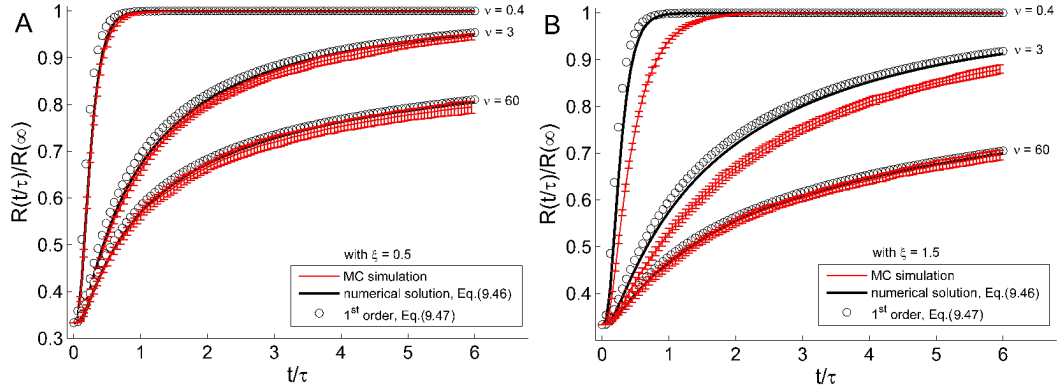 A
R(t/τ)/R(∞)
1
0.9
0.8
0.7
0.6
0.5
0.4
0.3
ν = 0.4
ν = 3
ν = 60
with ξ = 0.5
MC simulation
numerical solution, Eq.(9.46)
1st order, Eq.(9.47)
0 1 2 3 4 5 6
t/τ
B
R(t/τ)/R(∞)
1
0.9
0.8
0.7
0.6
0.5
0.4
ν = 0.4
ν = 3
ν = 60
with ξ = 1.5
MC simulation
numerical solution, Eq.(9.46)
1st order, Eq.(9.47)
0 1 2 3 4 5 6
t/τ